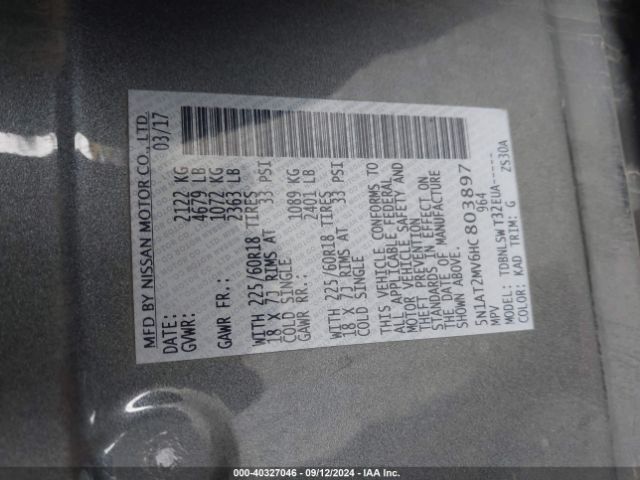 MFD BY NISSAN MOTOR CO., LTD.
DATE: 03/17
GVWR: 2122 KG
4679 LB
GAWR FR.: 1072 KG
2363 LB
WITH 225/60R18 TIRES
18 X 7J RIMS AT 33 PSI
COLD SINGLE
GAWR RR.: 1089 KG
2401 LB
WITH 225/60R18 TIRES
18 X 7J RIMS AT 33 PSI
COLD SINGLE
THIS VEHICLE CONFORMS TO
ALL APPLICABLE FEDERAL
MOTOR VEHICLE SAFETY AND
THEFT PREVENTION
STANDARDS IN EFFECT ON
THE DATE OF MANUFACTURE
SHOWN ABOVE.
5N1AT2MV6HC803897
MPV 964
MODEL: TDBNLSW T32EUA-----
COLOR: KAD TRIM: G ZS30A
000-40327046 - 09/12/2024 - IAA Inc.